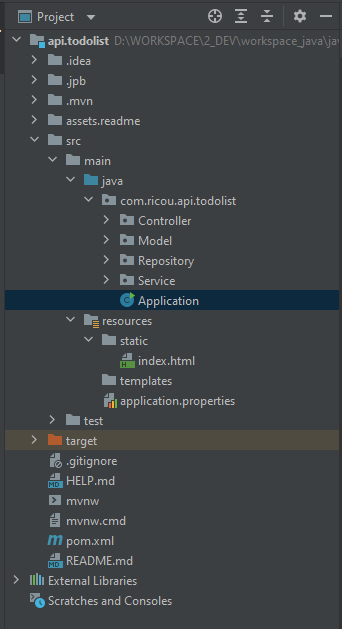 Project
api.todolist D:\WORKSPACE\2_DEV\workspace_java\jav
.idea
.jpb
.mvn
assets.readme
src
main
java
com.ricou.api.todolist
Controller
Model
Repository
Service
Application
resources
static
index.html
templates
application.properties
test
target
.gitignore
HELP.md
mvnw
mvnw.cmd
pom.xml
README.md
External Libraries
Scratches and Consoles